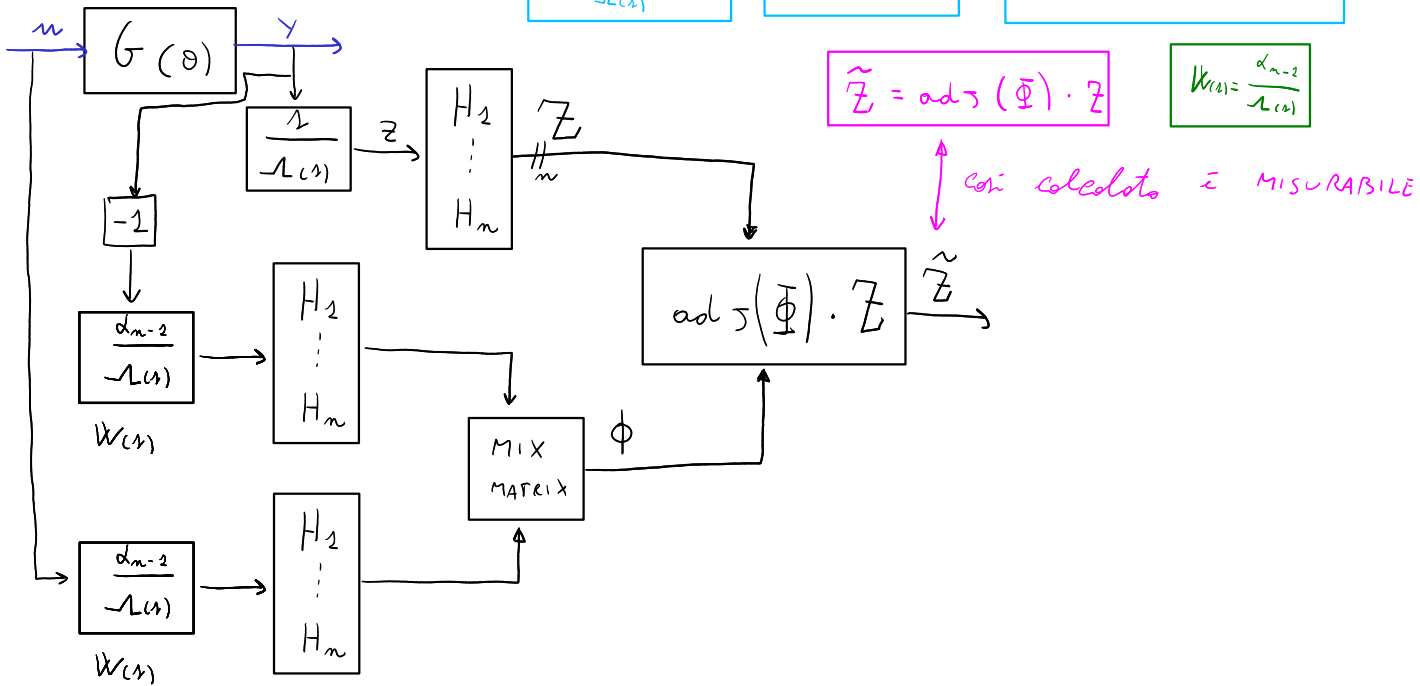 u
G(θ)
y
s
Λ(s)
z
H1
⋮
Hn
Z
n
Z̃ = adj(Φ) · Z
W(s) = αn-1
Λ(s)
così calcolato è MISURABILE
-1
αn-1
Λ(s)
W(s)
H1
⋮
Hn
adj(Φ) · Z
Z̃
MIX
MATRIX
Φ
αn-1
Λ(s)
W(s)
H1
⋮
Hn